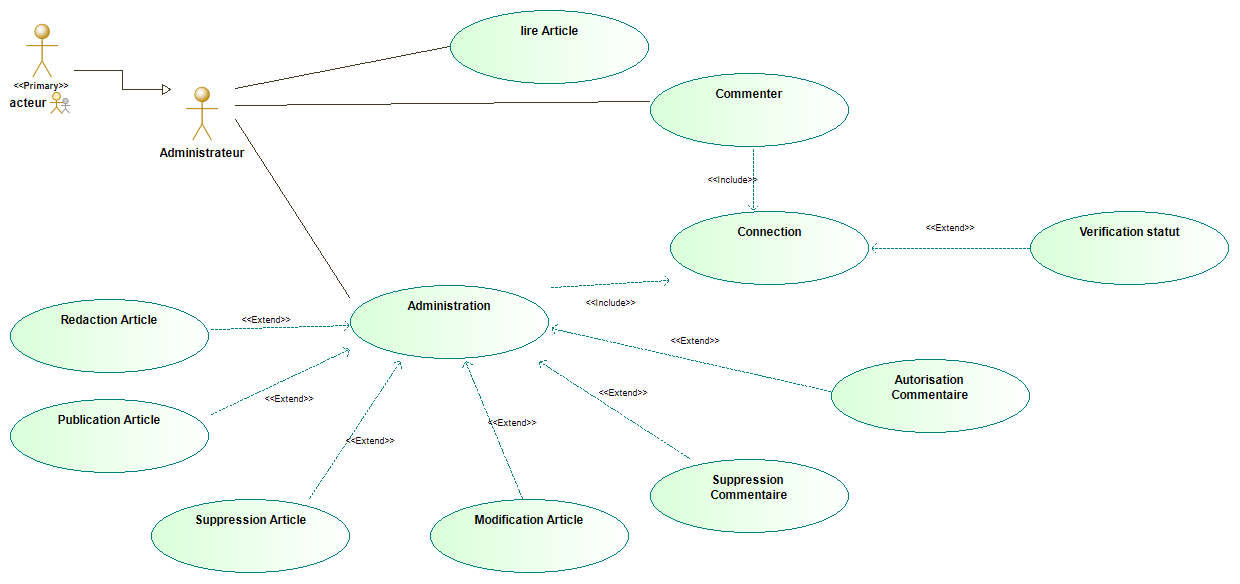 lire Article
<<Primary>>
acteur
Commenter
Administrateur
<<Include>>
Connection
<<Extend>>
Verification statut
Administration
<<Include>>
Redaction Article
<<Extend>>
<<Extend>>
Autorisation
Commentaire
Publication Article
<<Extend>>
<<Extend>>
<<Extend>>
<<Extend>>
Suppression
Commentaire
Suppression Article
Modification Article